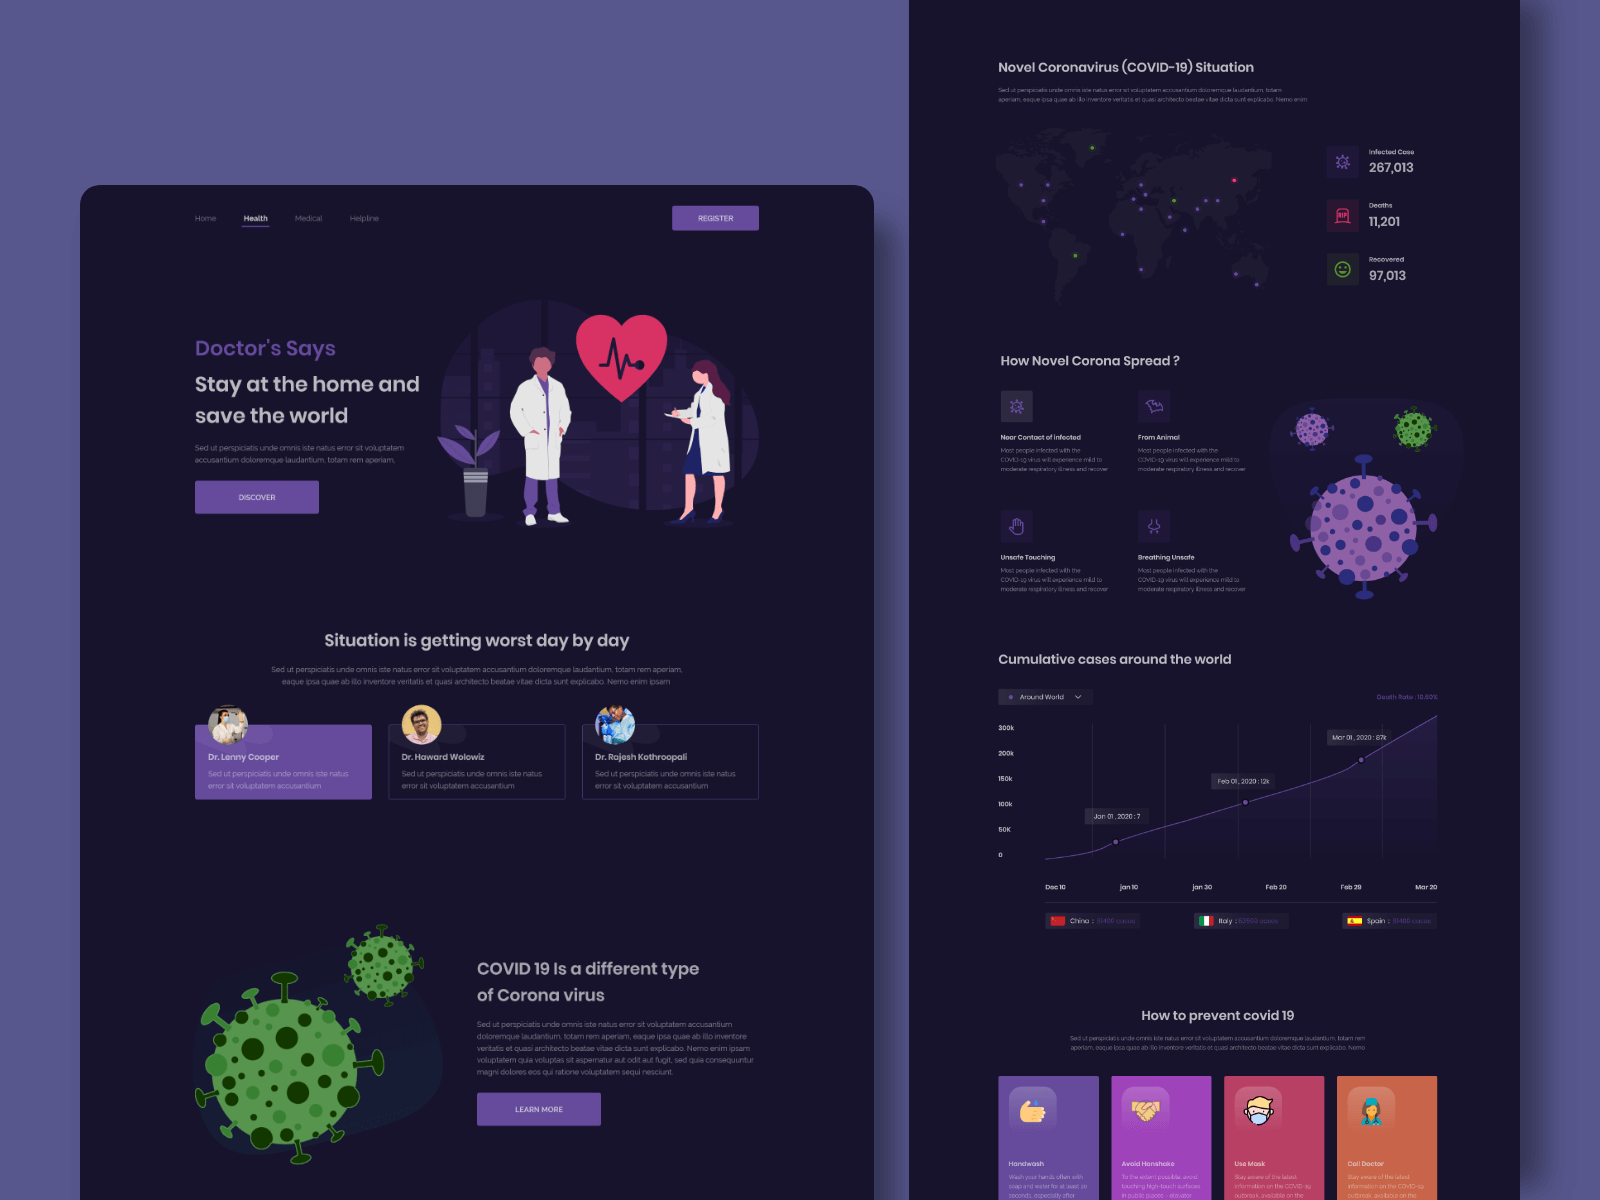 Home Health Medical Helpline REGISTER
Doctor's Says
Stay at the home and
save the world
Sed ut perspiciatis unde omnis iste natus error sit voluptatem
accusantium doloremque laudantium, totam rem aperiam,
DISCOVER
Situation is getting worst day by day
Sed ut perspiciatis unde omnis iste natus error sit voluptatem accusantium doloremque laudantium, totam rem aperiam,
eaque ipsa quae ab illo inventore veritatis et quasi architecto beatae vitae dicta sunt explicabo. Nemo enim ipsam
Dr. Lenny Cooper
Sed ut perspiciatis unde omnis iste natus
error sit voluptatem accusantium
Dr. Haward Wolowiz
Sed ut perspiciatis unde omnis iste natus
error sit voluptatem accusantium
Dr. Rajesh Kothroopali
Sed ut perspiciatis unde omnis iste natus
error sit voluptatem accusantium
COVID 19 Is a different type
of Corona virus
Sed ut perspiciatis unde omnis iste natus error sit voluptatem accusantium
doloremque laudantium, totam rem aperiam, eaque ipsa quae ab illo inventore
veritatis et quasi architecto beatae vitae dicta sunt explicabo. Nemo enim ipsam
voluptatem quia voluptas sit aspernatur aut odit aut fugit, sed quia consequuntur
magni dolores eos qui ratione voluptatem sequi nesciunt.
LEARN MORE
Novel Coronavirus (COVID-19) Situation
Sed ut perspiciatis unde omnis iste natus error sit voluptatem accusantium doloremque laudantium, totam
aperiam, eaque ipsa quae ab illo inventore veritatis et quasi architecto beatae vitae dicta sunt explicabo. Nemo enim
Infected Case
267,013
RIP
Deaths
11,201
Recovered
97,013
How Novel Corona Spread ?
Near Contact of infected
Most people infected with the
COVID-19 virus will experience mild to
moderate respiratory illness and recover
From Animal
Most people infected with the
COVID-19 virus will experience mild to
moderate respiratory illness and recover
Unsafe Touching
Most people infected with the
COVID-19 virus will experience mild to
moderate respiratory illness and recover
Breathing Unsafe
Most people infected with the
COVID-19 virus will experience mild to
moderate respiratory illness and recover
Cumulative cases around the world
Around World
Death Rate : 10.60%
300k
200k
150k
100k
50K
0
Jan 01 , 2020 : 7
Feb 01 , 2020 : 12k
Mar 01 , 2020 : 87k
Dec 10 jan 10 jan 30 Feb 20 Feb 29 Mar 20
China : cases
Italy : cases
Spain : cases
How to prevent covid 19
Sed ut perspiciatis unde omnis iste natus error sit voluptatem accusantium doloremque laudantium, totam rem
aperiam, eaque ipsa quae ab illo inventore veritatis et quasi architecto beatae vitae dicta sunt explicabo. Nemo
Handwash
Wash your hands often with
soap and water for at least 20
seconds, especially after
Avoid Hanshake
To the extent possible, avoid
touching high-touch surfaces
in public places - elevator
Use Mask
Stay aware of the latest
information on the COVID-19
outbreak, available on the
Call Doctor
Stay aware of the latest
information on the COVID-19
outbreak, available on the